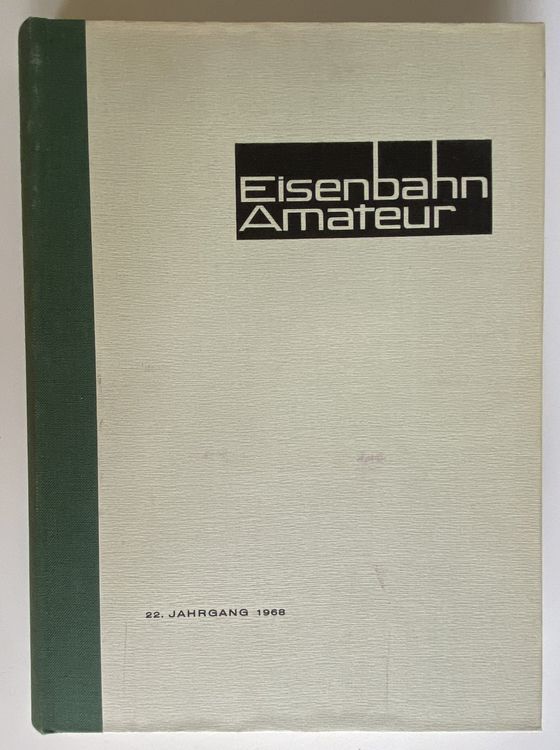 Eisenbahn
Amateur
22. JAHRGANG 1968